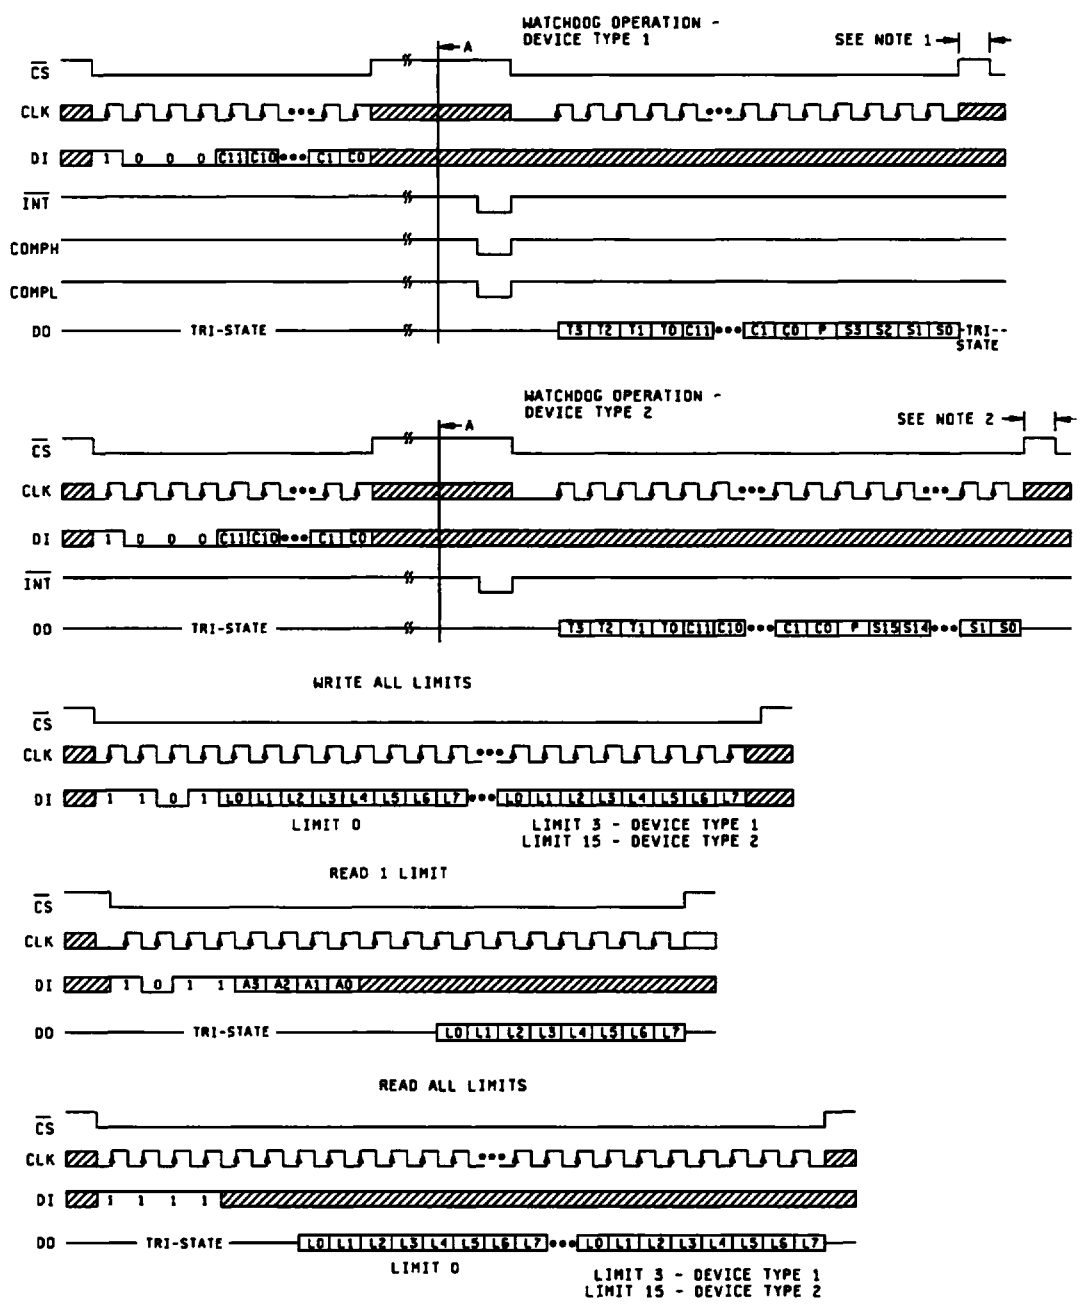 WATCHDOG OPERATION -
DEVICE TYPE 1
A
SEE NOTE 1
CS
CLK
DI 1 0 0 0 C11 C10 ••• C1 C0
INT
COMPH
COMPL
DO TRI-STATE T3 T2 T1 T0 C11 ••• C1 C0 P S3 S2 S1 S0 TRI-
STATE
WATCHDOG OPERATION -
DEVICE TYPE 2
A
SEE NOTE 2
CS
CLK
DI 1 0 0 0 C11 C10 ••• C1 C0
INT
DO TRI-STATE T3 T2 T1 T0 C11 C10 ••• C1 C0 P S15 S14 ••• S1 S0
WRITE ALL LIMITS
CS
CLK
DI 1 1 0 1 L0 L1 L2 L3 L4 L5 L6 L7 ••• L0 L1 L2 L3 L4 L5 L6 L7
LIMIT 0 LIMIT 3 - DEVICE TYPE 1
LIMIT 15 - DEVICE TYPE 2
READ 1 LIMIT
CS
CLK
DI 1 0 1 1 A3 A2 A1 A0
DO TRI-STATE L0 L1 L2 L3 L4 L5 L6 L7
READ ALL LIMITS
CS
CLK
DI 1 1 1 1
DO TRI-STATE L0 L1 L2 L3 L4 L5 L6 L7 ••• L0 L1 L2 L3 L4 L5 L6 L7
LIMIT 0 LIMIT 3 - DEVICE TYPE 1
LIMIT 15 - DEVICE TYPE 2